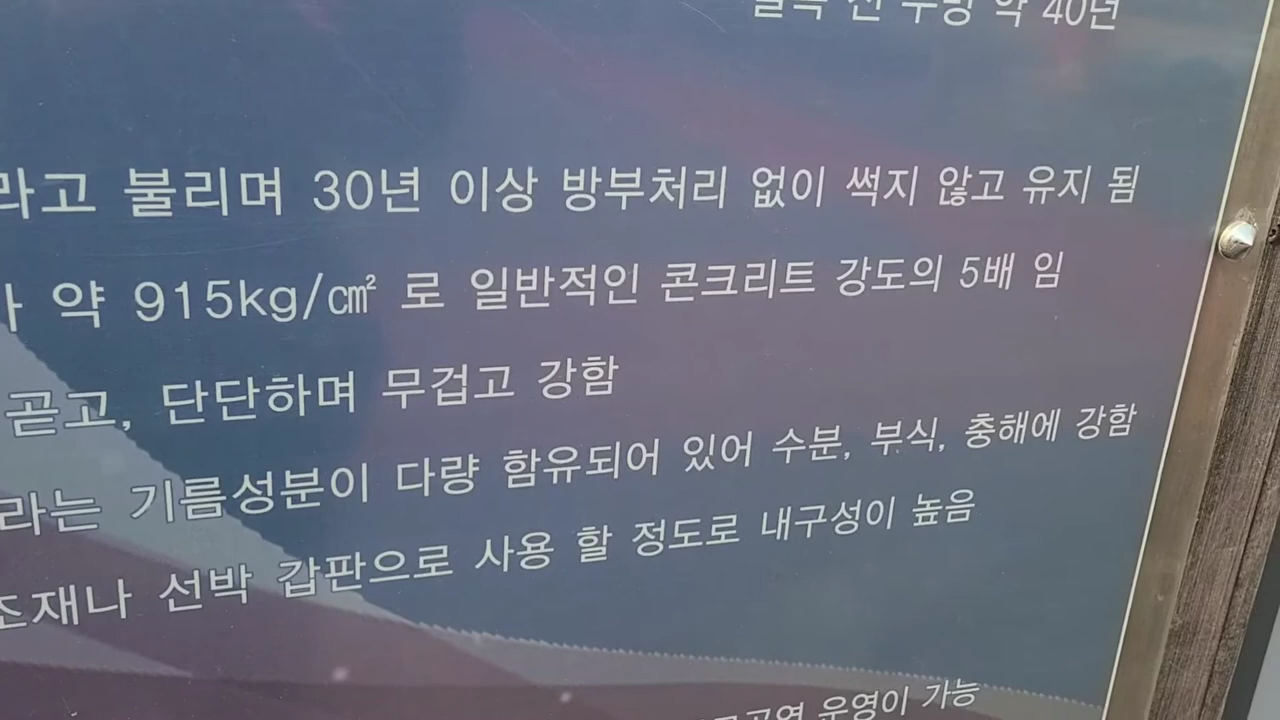 약 40년
라고 불리며 30년 이상 방부처리 없이 썩지 않고 유지 됨
약 915kg/㎠ 로 일반적인 콘크리트 강도의 5배 임
곧고, 단단하며 무겁고 강함
라는 기름성분이 다량 함유되어 있어 수분, 부식, 충해에 강함
조재나 선박 갑판으로 사용 할 정도로 내구성이 높음
운영이 가능